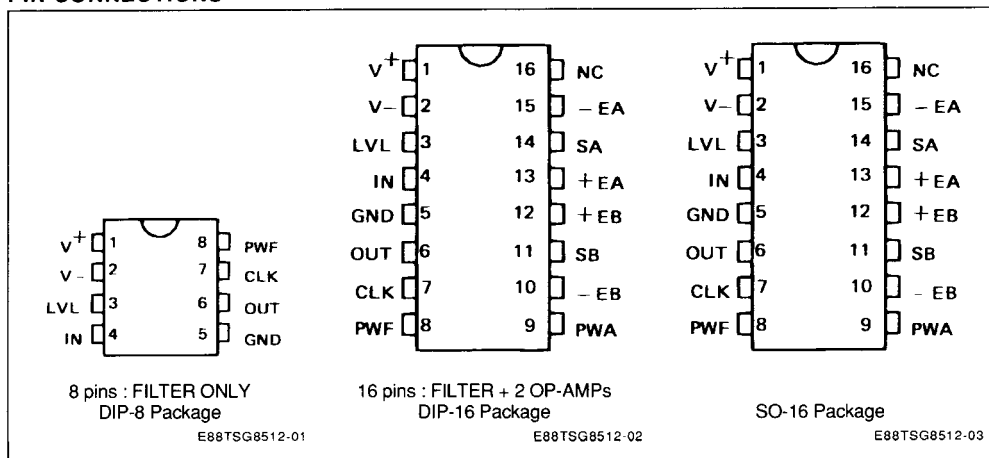 V+ 1 8 PWF
V- 2 7 CLK
LVL 3 6 OUT
IN 4 5 GND
8 pins : FILTER ONLY
DIP-8 Package
E88TSG8512-01
V+ 1 16 NC
V- 2 15 - EA
LVL 3 14 SA
IN 4 13 +EA
GND 5 12 +EB
OUT 6 11 SB
CLK 7 10 - EB
PWF 8 9 PWA
16 pins : FILTER + 2 OP-AMPs
DIP-16 Package
E88TSG8512-02
V+ 1 16 NC
V- 2 15 - EA
LVL 3 14 SA
IN 4 13 +EA
GND 5 12 +EB
OUT 6 11 SB
CLK 7 10 - EB
PWF 8 9 PWA
SO-16 Package
E88TSG8512-03